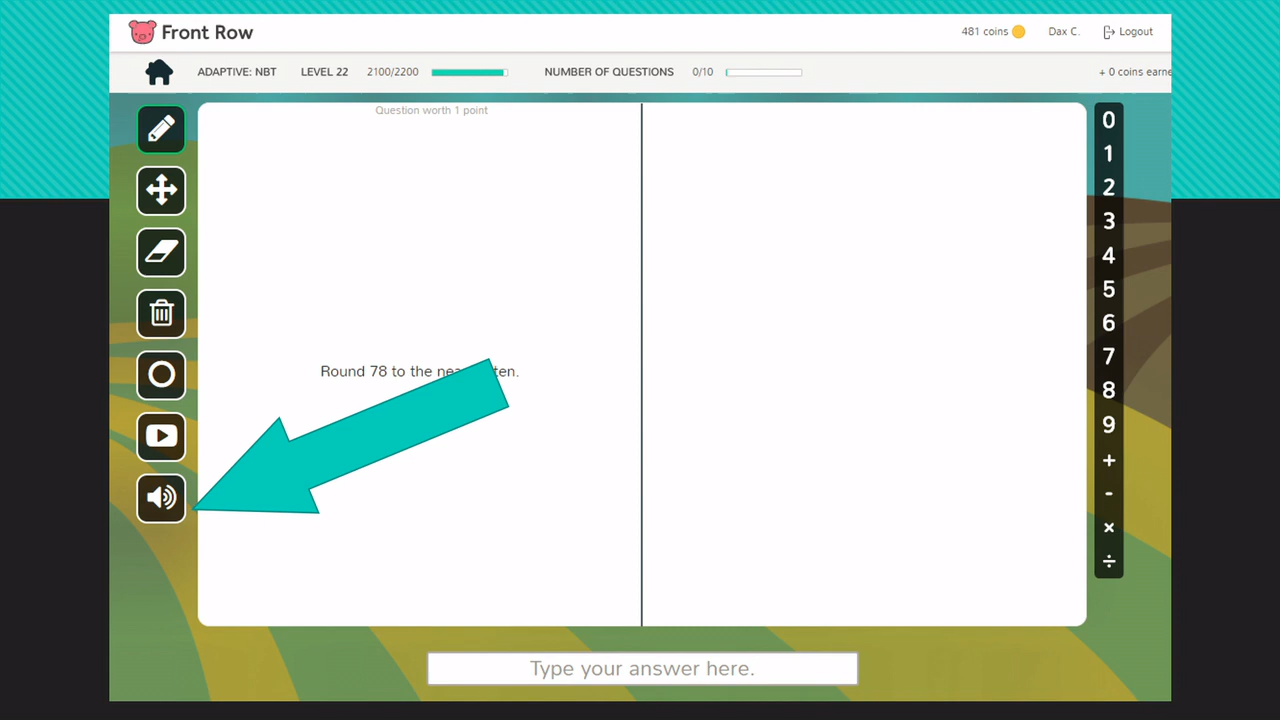 Front Row
481 coins
Dax C.
Logout
ADAPTIVE: NBT
LEVEL 22
2100/2200
NUMBER OF QUESTIONS
0/10
+ 0 coins earne
Question worth 1 point
Round 78 to the ten.
0
1
2
3
4
5
6
7
8
9
+
-
×
÷
Type your answer here.